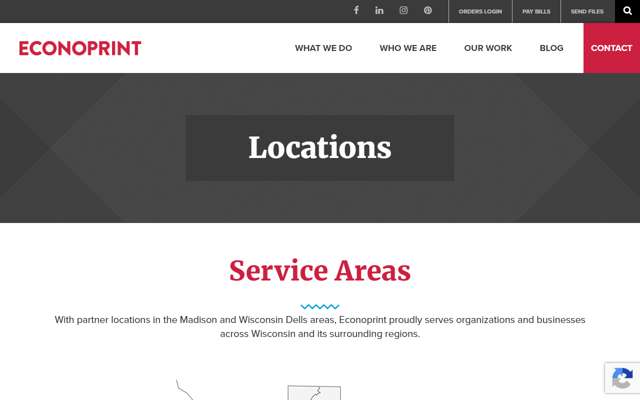 ORDERS LOGIN
PAY BILLS
SEND FILES
ECONOPRINT
WHAT WE DO
WHO WE ARE
OUR WORK
BLOG
CONTACT
Locations
Service Areas
With partner locations in the Madison and Wisconsin Dells areas, Econoprint proudly serves organizations and businesses
across Wisconsin and its surrounding regions.